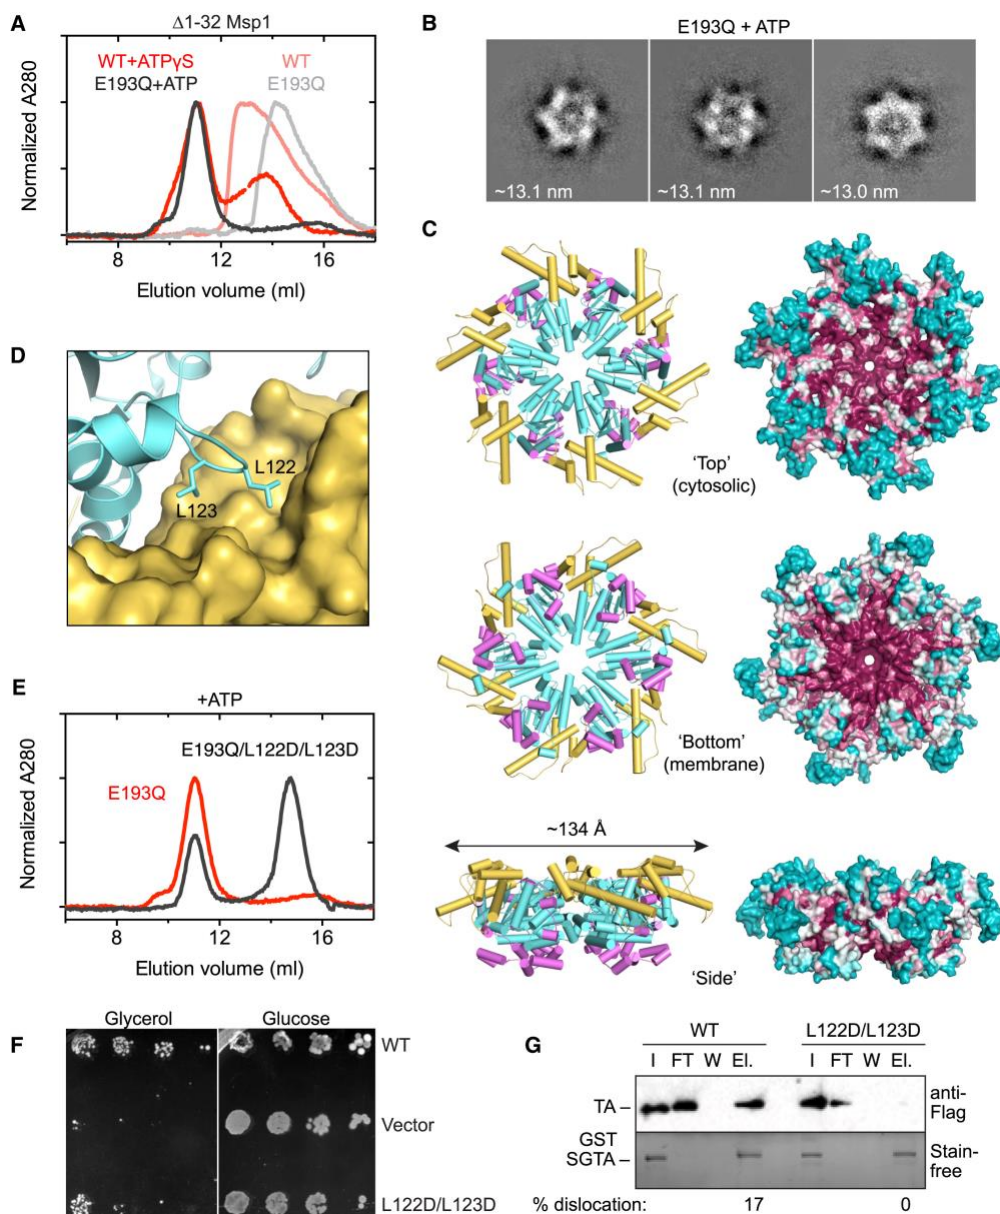 A
Δ1-32 Msp1
WT+ATPγS
E193Q+ATP
WT
E193Q
Normalized A280
8
12
16
Elution volume (ml)
B
E193Q + ATP
~13.1 nm
~13.1 nm
~13.0 nm
C
'Top'
(cytosolic)
'Bottom'
(membrane)
~134 Å
'Side'
D
L122
L123
E
+ATP
E193Q/L122D/L123D
E193Q
Normalized A280
8
12
16
Elution volume (ml)
F
Glycerol
Glucose
WT
Vector
L122D/L123D
G
WT
L122D/L123D
I FT W El. I FT W El.
TA
anti-
Flag
GST
SGTA
Stain-
free
% dislocation: 17 0